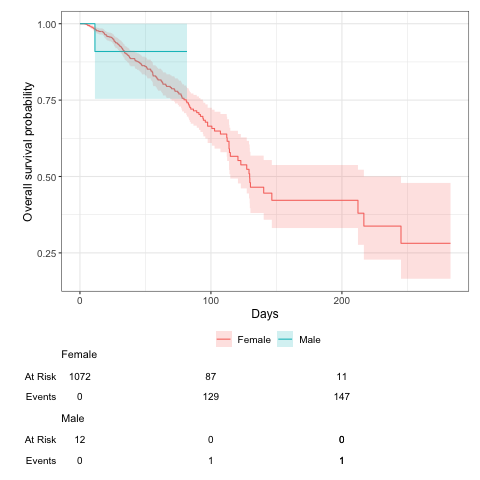 1.00
0.75
0.50
0.25
Overall survival probability
0 100 200
Days
Female Male
Female
At Risk 1072 87 11
Events 0 129 147
Male
At Risk 12 0 0
Events 0 1 1